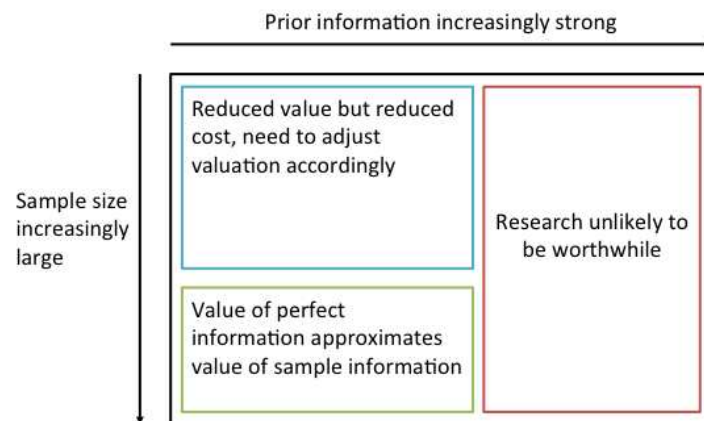 Prior information increasingly strong
Reduced value but reduced
cost, need to adjust
valuation accordingly
Sample size
increasingly
large
Research unlikely to
be worthwhile
Value of perfect
information approximates
value of sample information